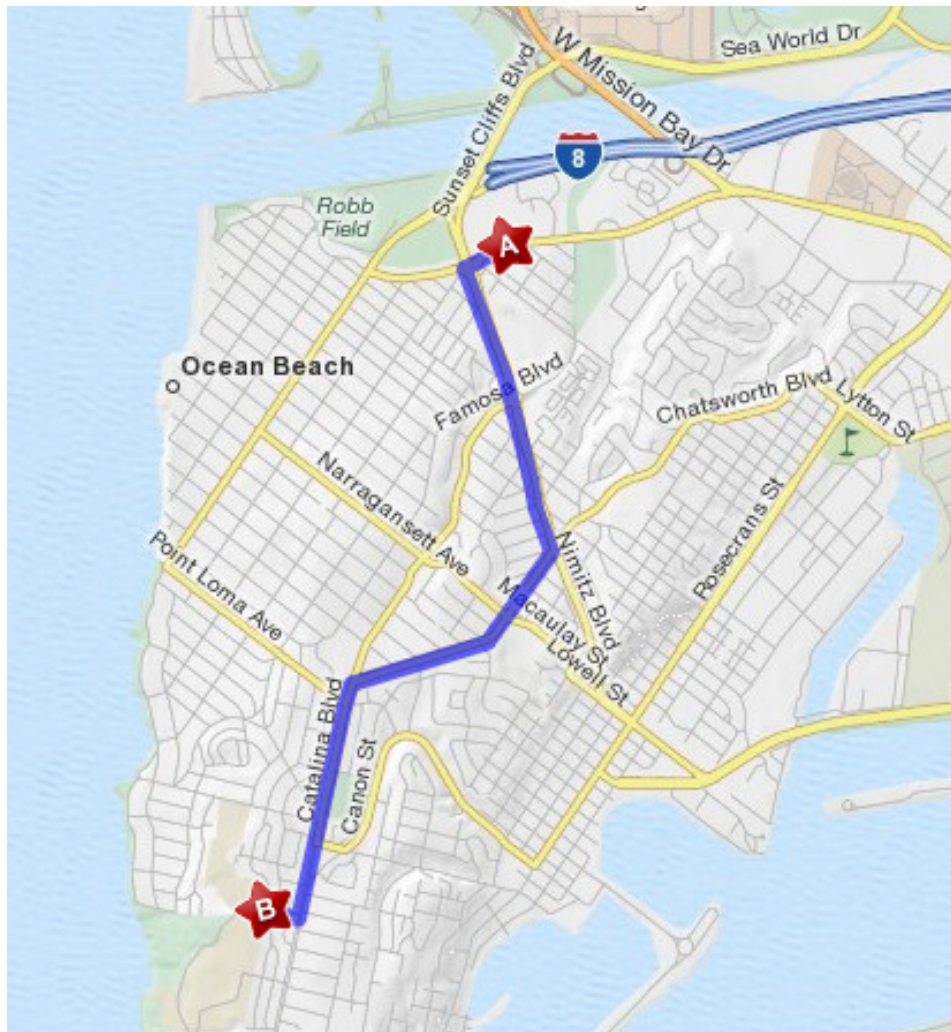 Sea World Dr
W Mission Bay Dr
Sunset Cliffs Blvd
8
Robb
Field
A
Ocean Beach
Famosa Blvd
Chatsworth Blvd
Lytton St
Narragansett Ave
Rosecrans St
Nimitz Blvd
Point Loma Ave
Macaulay St
Lowell St
Catalina Blvd
Canon St
B